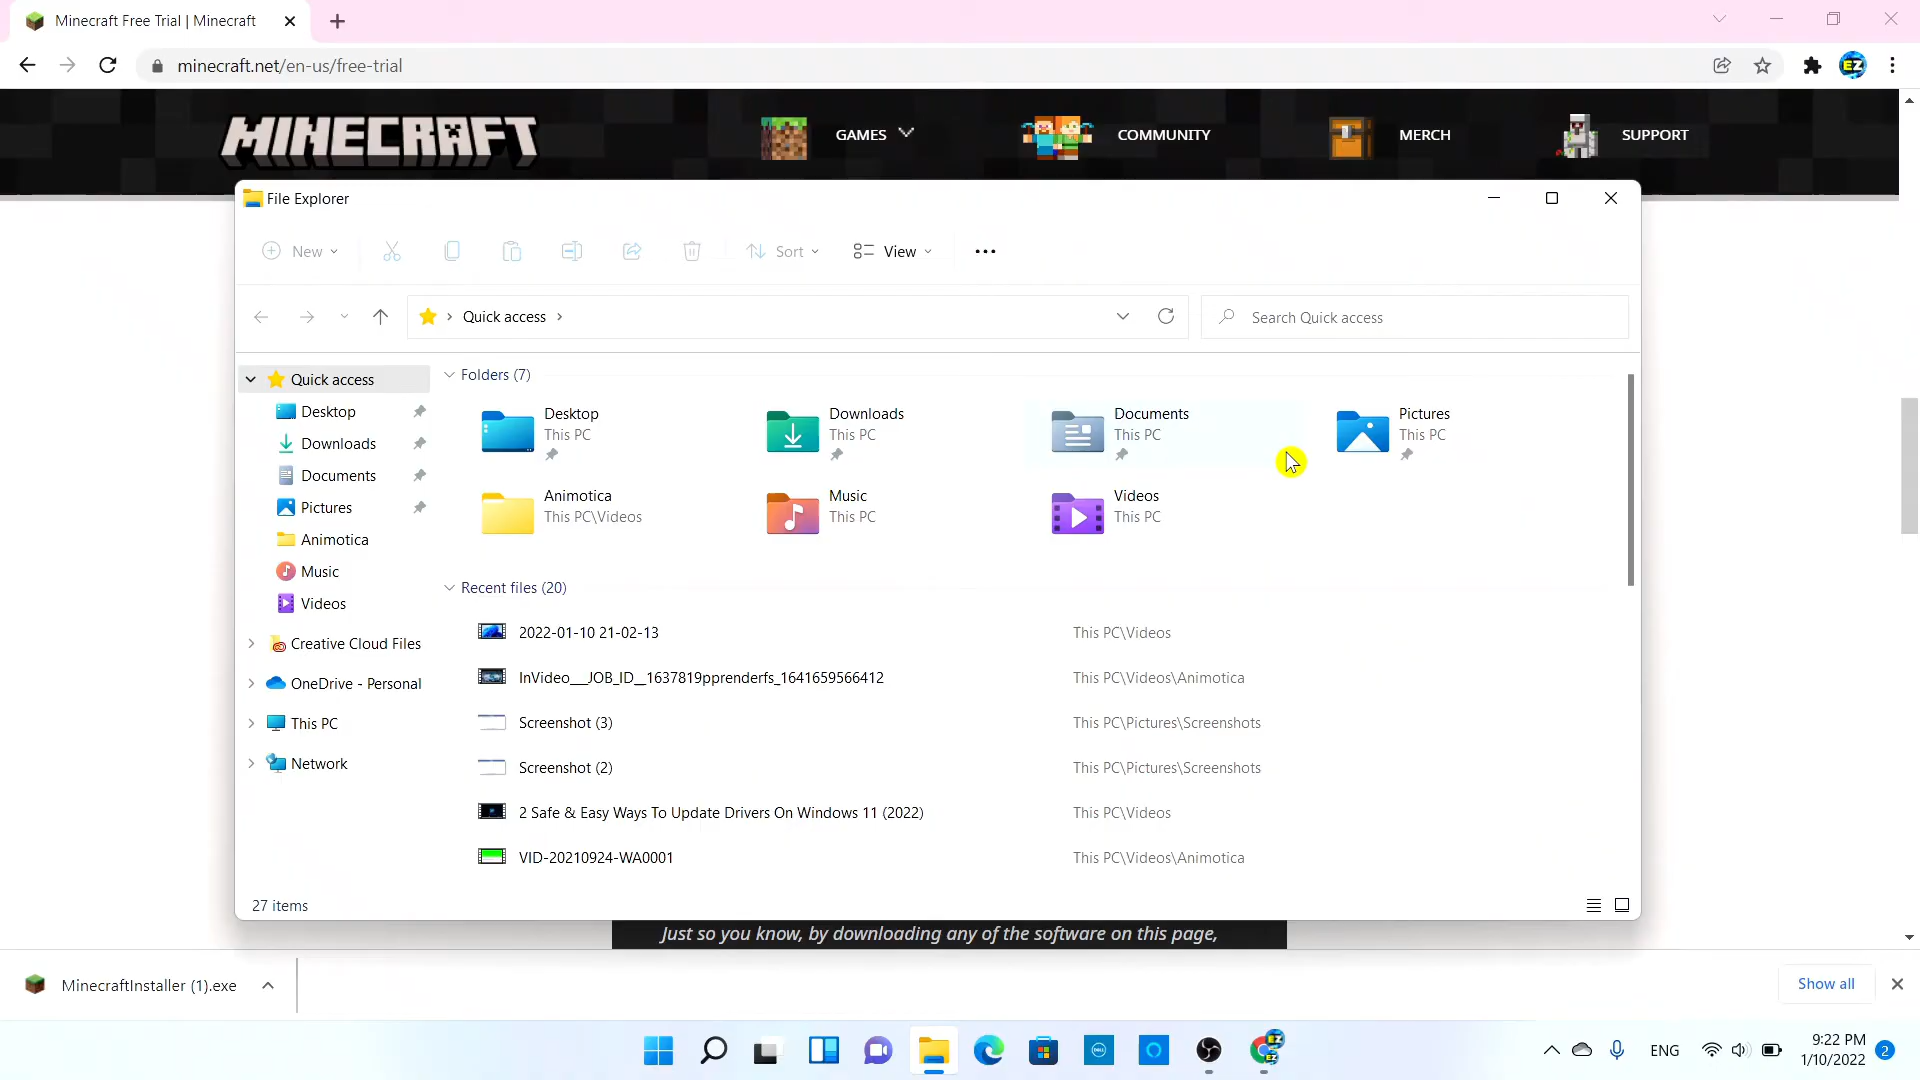 Minecraft Free Trial | Minecraft
minecraft.net/en-us/free-trial
EZ
MINECRAFT
GAMES
COMMUNITY
MERCH
SUPPORT
File Explorer
New
Sort
View
Quick access
Search Quick access
Quick access
Desktop
Downloads
Documents
Pictures
Animotica
Music
Videos
Creative Cloud Files
OneDrive - Personal
This PC
Network
Folders (7)
Desktop
This PC
Downloads
This PC
Documents
This PC
Pictures
This PC
Animotica
This PC\Videos
Music
This PC
Videos
This PC
Recent files (20)
2022-01-10 21-02-13 This PC\Videos
InVideo___JOB_ID__1637819pprenderfs_1641659566412 This PC\Videos\Animotica
Screenshot (3) This PC\Pictures\Screenshots
Screenshot (2) This PC\Pictures\Screenshots
2 Safe & Easy Ways To Update Drivers On Windows 11 (2022) This PC\Videos
VID-20210924-WA0001 This PC\Videos\Animotica
27 items
Just so you know, by downloading any of the software on this page,
MinecraftInstaller (1).exe
Show all
DELL
EZ
EZ
ENG
9:22 PM
1/10/2022
2